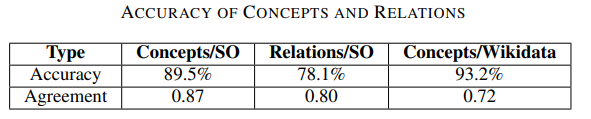 ACCURACY OF CONCEPTS AND RELATIONS
Type Concepts/SO Relations/SO Concepts/Wikidata
Accuracy 89.5% 78.1% 93.2%
Agreement 0.87 0.80 0.72